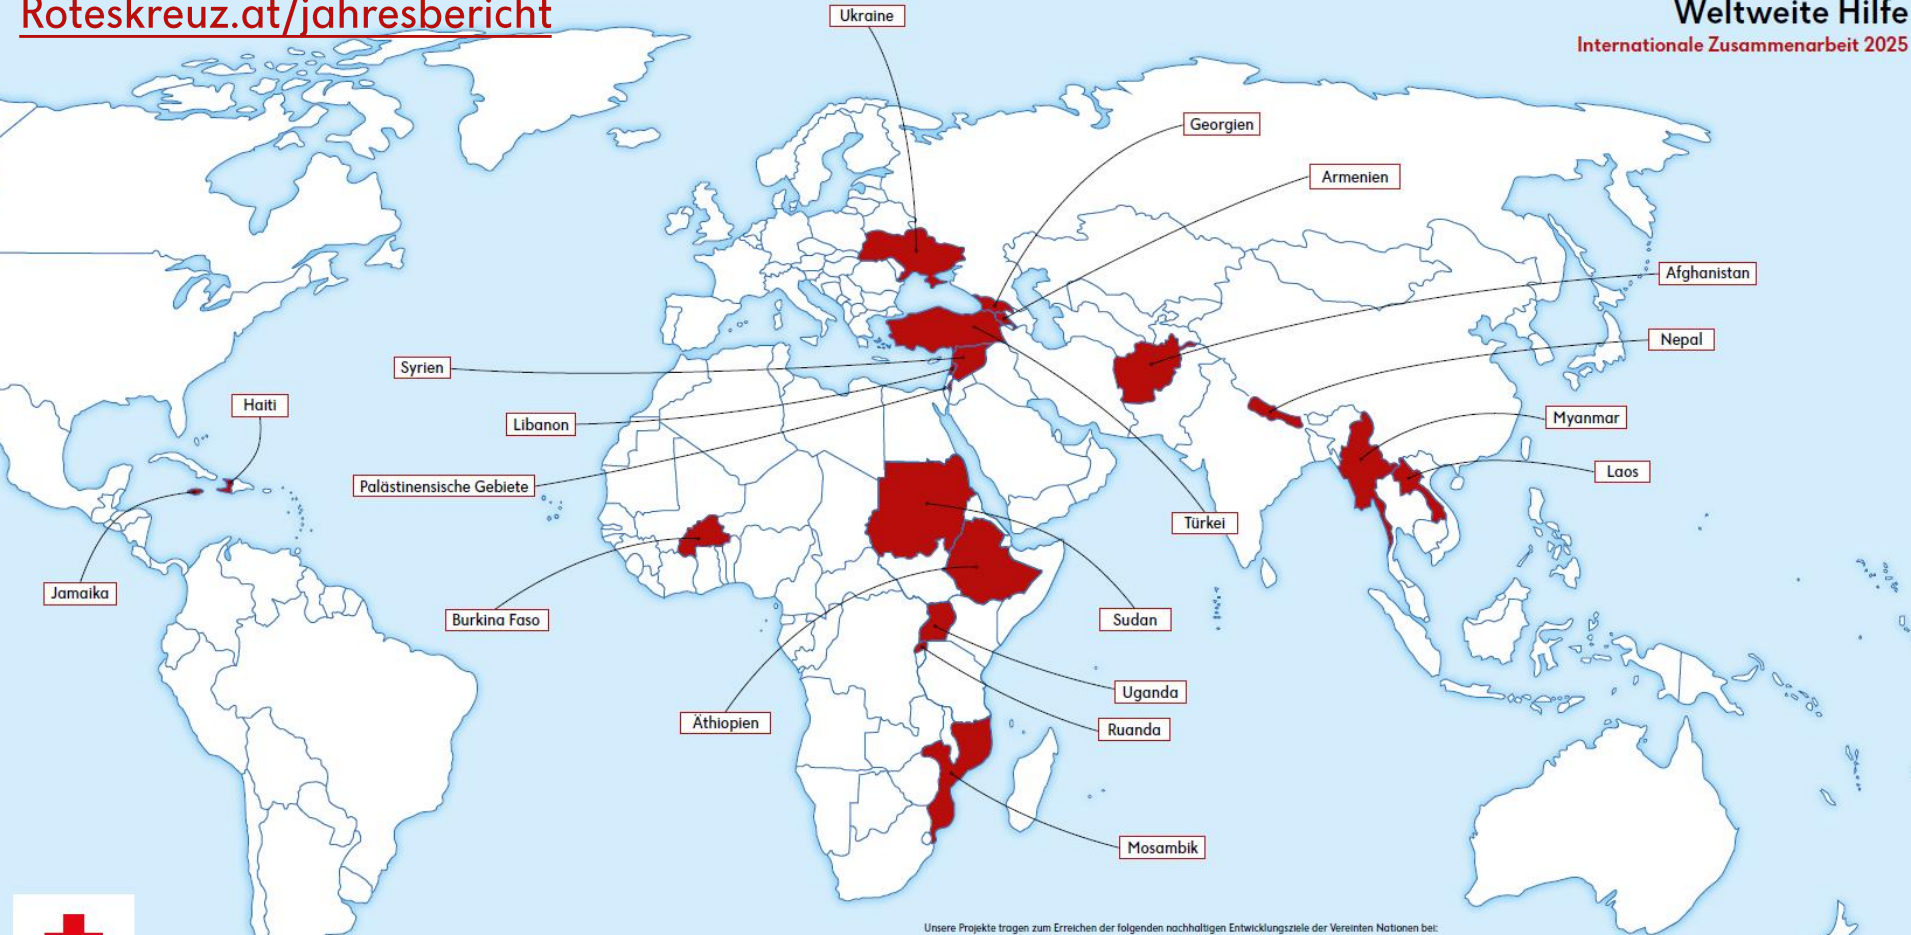 Roteskreuz.at/jahresbericht
Weltweite Hilfe
Internationale Zusammenarbeit 2025
Ukraine
Georgien
Armenien
Afghanistan
Nepal
Syrien
Haiti
Libanon
Myanmar
Laos
Palästinensische Gebiete
Türkei
Jamaika
Burkina Faso
Sudan
Uganda
Äthiopien
Ruanda
Mosambik
Unsere Projekte tragen zum Erreichen der folgenden nachhaltigen Entwicklungsziele der Vereinten Nationen bei: